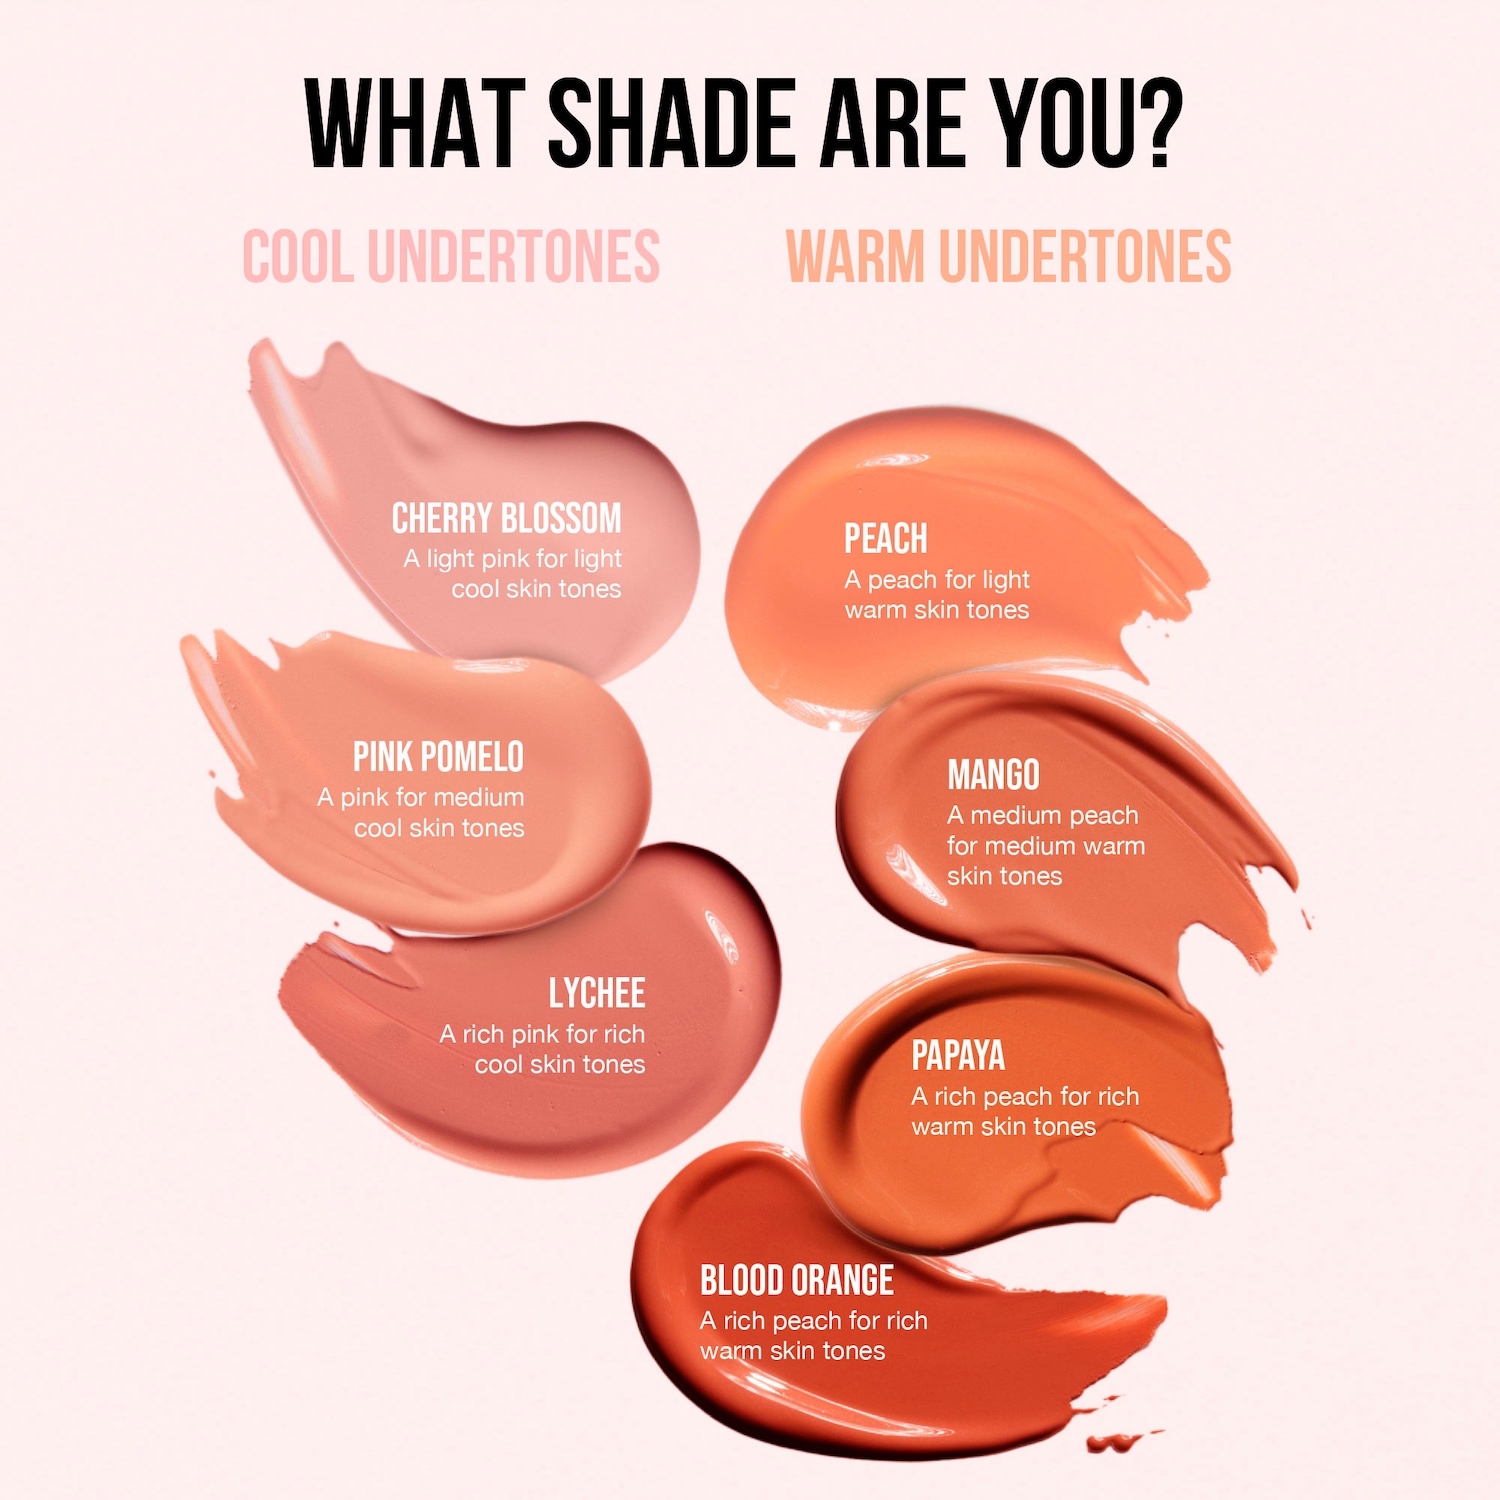 WHAT SHADE ARE YOU?
COOL UNDERTONES
WARM UNDERTONES
CHERRY BLOSSOM
A light pink for light
cool skin tones
PINK POMELO
A pink for medium
cool skin tones
LYCHEE
A rich pink for rich
cool skin tones
PEACH
A peach for light
warm skin tones
MANGO
A medium peach
for medium warm
skin tones
PAPAYA
A rich peach for rich
warm skin tones
BLOOD ORANGE
A rich peach for rich
warm skin tones